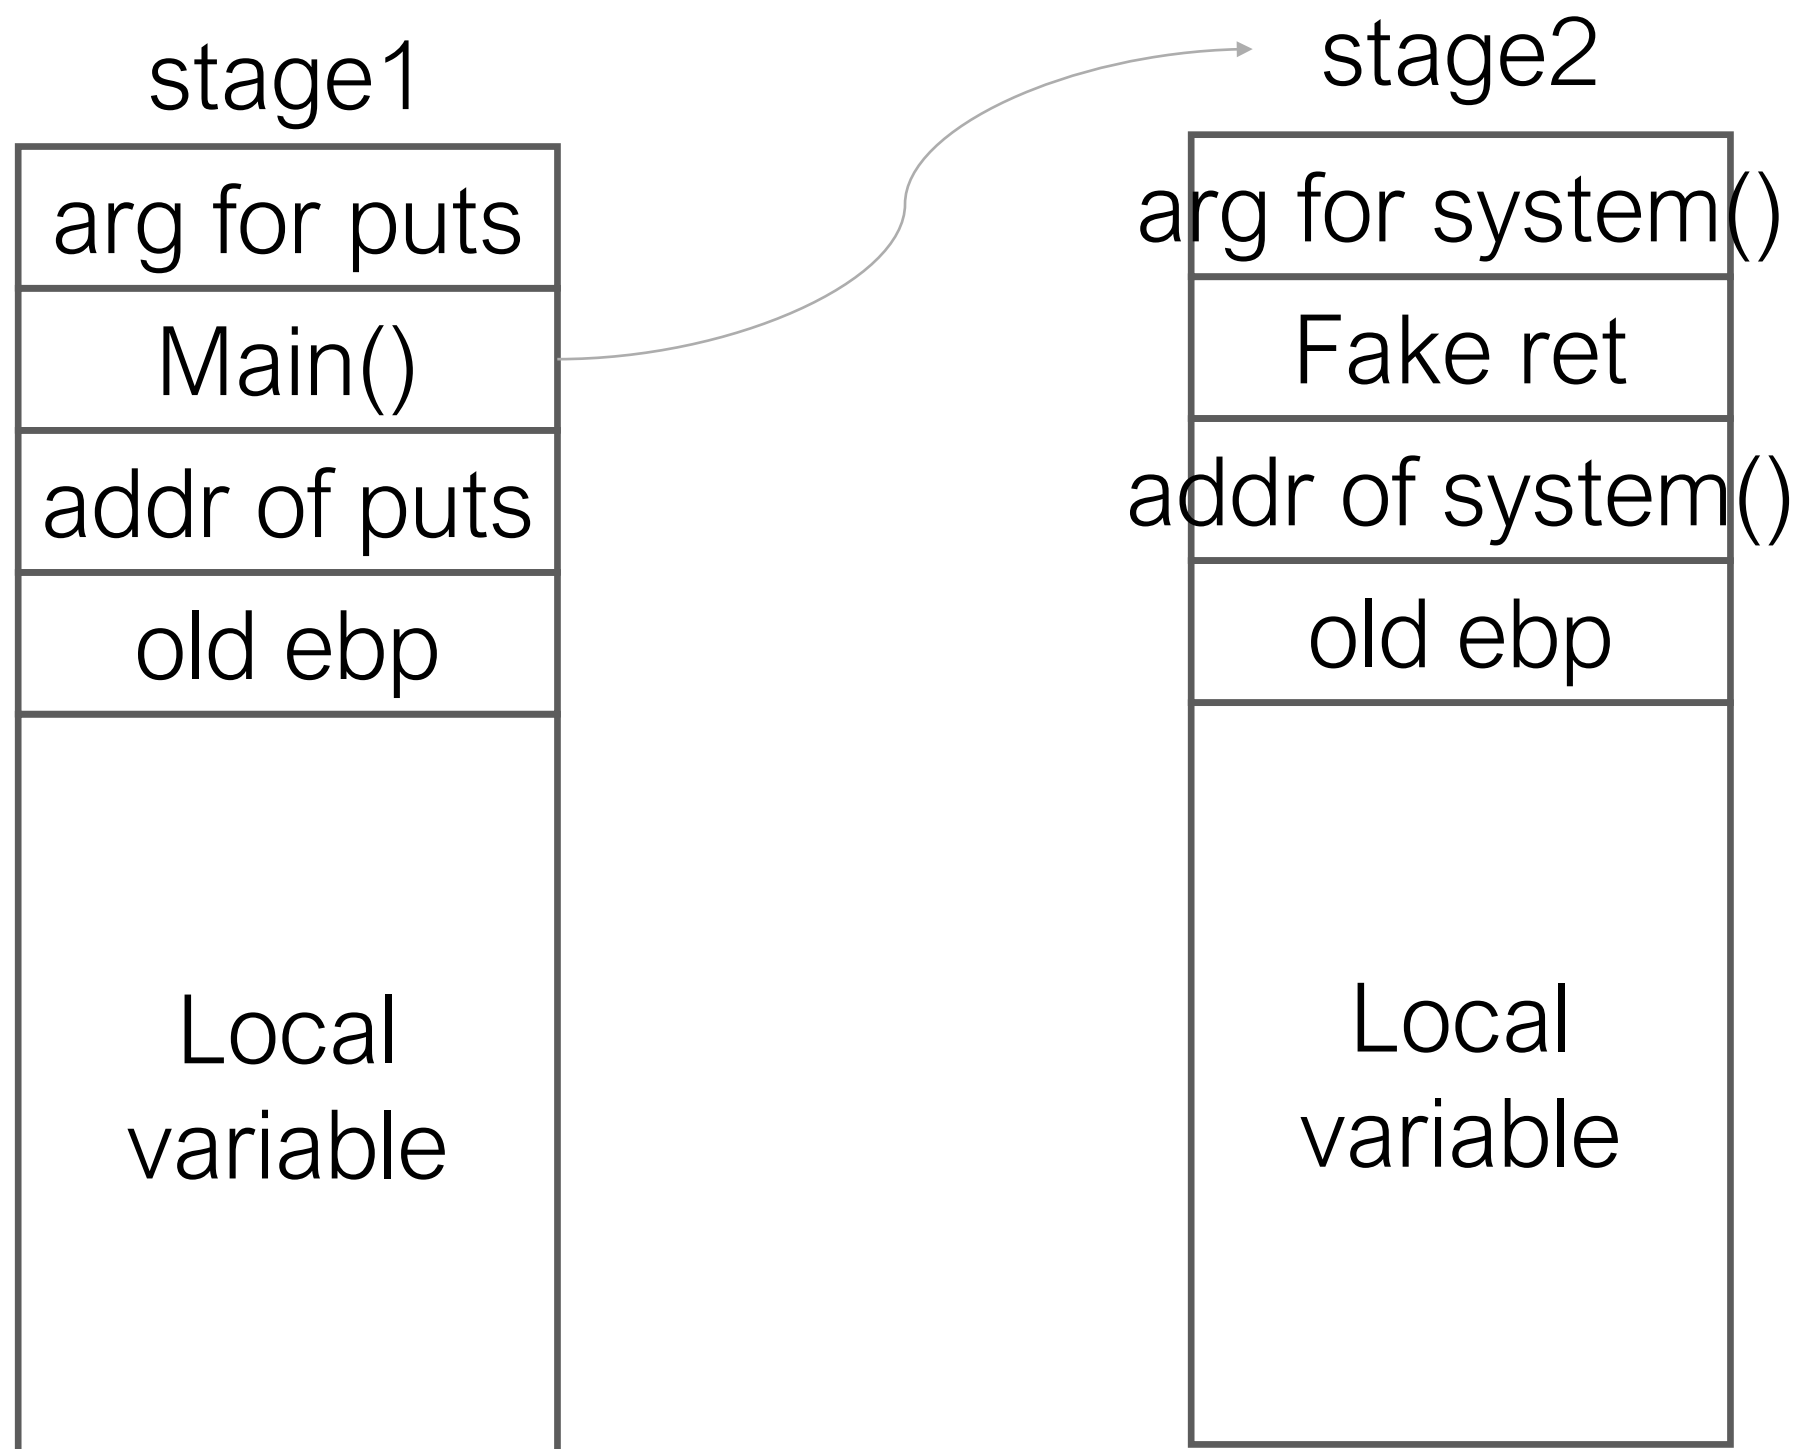 stage1
arg for puts
Main()
addr of puts
old ebp
Local
variable
stage2
arg for system()
Fake ret
addr of system()
old ebp
Local
variable